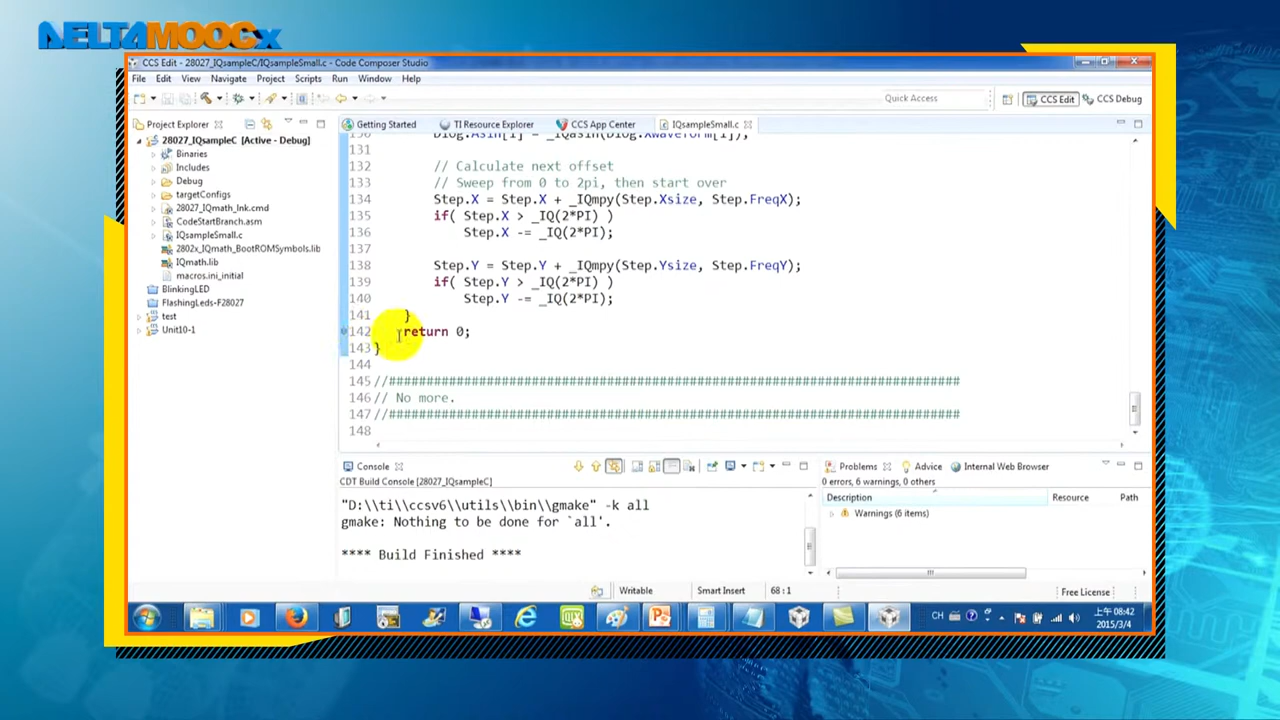 DELTAMOOCx
CCS Edit - 28027_IQsampleC/IQsampleSmall.c - Code Composer Studio
File Edit View Navigate Project Scripts Run Window Help
Quick Access
CCS Edit CCS Debug
Project Explorer
28027_IQsampleC [Active - Debug]
Binaries
Includes
Debug
targetConfigs
28027_IQmath_lnk.cmd
CodeStartBranch.asm
IQsampleSmall.c
2802x_IQmath_BootROMSymbols.lib
IQmath.lib
macros.ini_initial
BlinkingLED
FlashingLeds-F28027
test
Unit10-1
Getting Started TI Resource Explorer CCS App Center IQsampleSmall.c
130 Dlog.Asin[i] = _IQasin(Dlog.Xwaveform[i]);
131
132 // Calculate next offset
133 // Sweep from 0 to 2pi, then start over
134 Step.X = Step.X + _IQmpy(Step.Xsize, Step.FreqX);
135 if( Step.X > _IQ(2*PI) )
136 Step.X -= _IQ(2*PI);
137
138 Step.Y = Step.Y + _IQmpy(Step.Ysize, Step.FreqY);
139 if( Step.Y > _IQ(2*PI) )
140 Step.Y -= _IQ(2*PI);
141 }
142 return 0;
143 }
144
145 //############################################################################
146 // No more.
147 //############################################################################
148
Console
CDT Build Console [28027_IQsampleC]
"D:\\ti\\ccsv6\\utils\\bin\\gmake" -k all
gmake: Nothing to be done for `all'.
**** Build Finished ****
Problems Advice Internal Web Browser
0 errors, 6 warnings, 0 others
Description Resource Path
Warnings (6 items)
Writable Smart Insert 68 : 1 Free License
CH
上午 08:42
2015/3/4